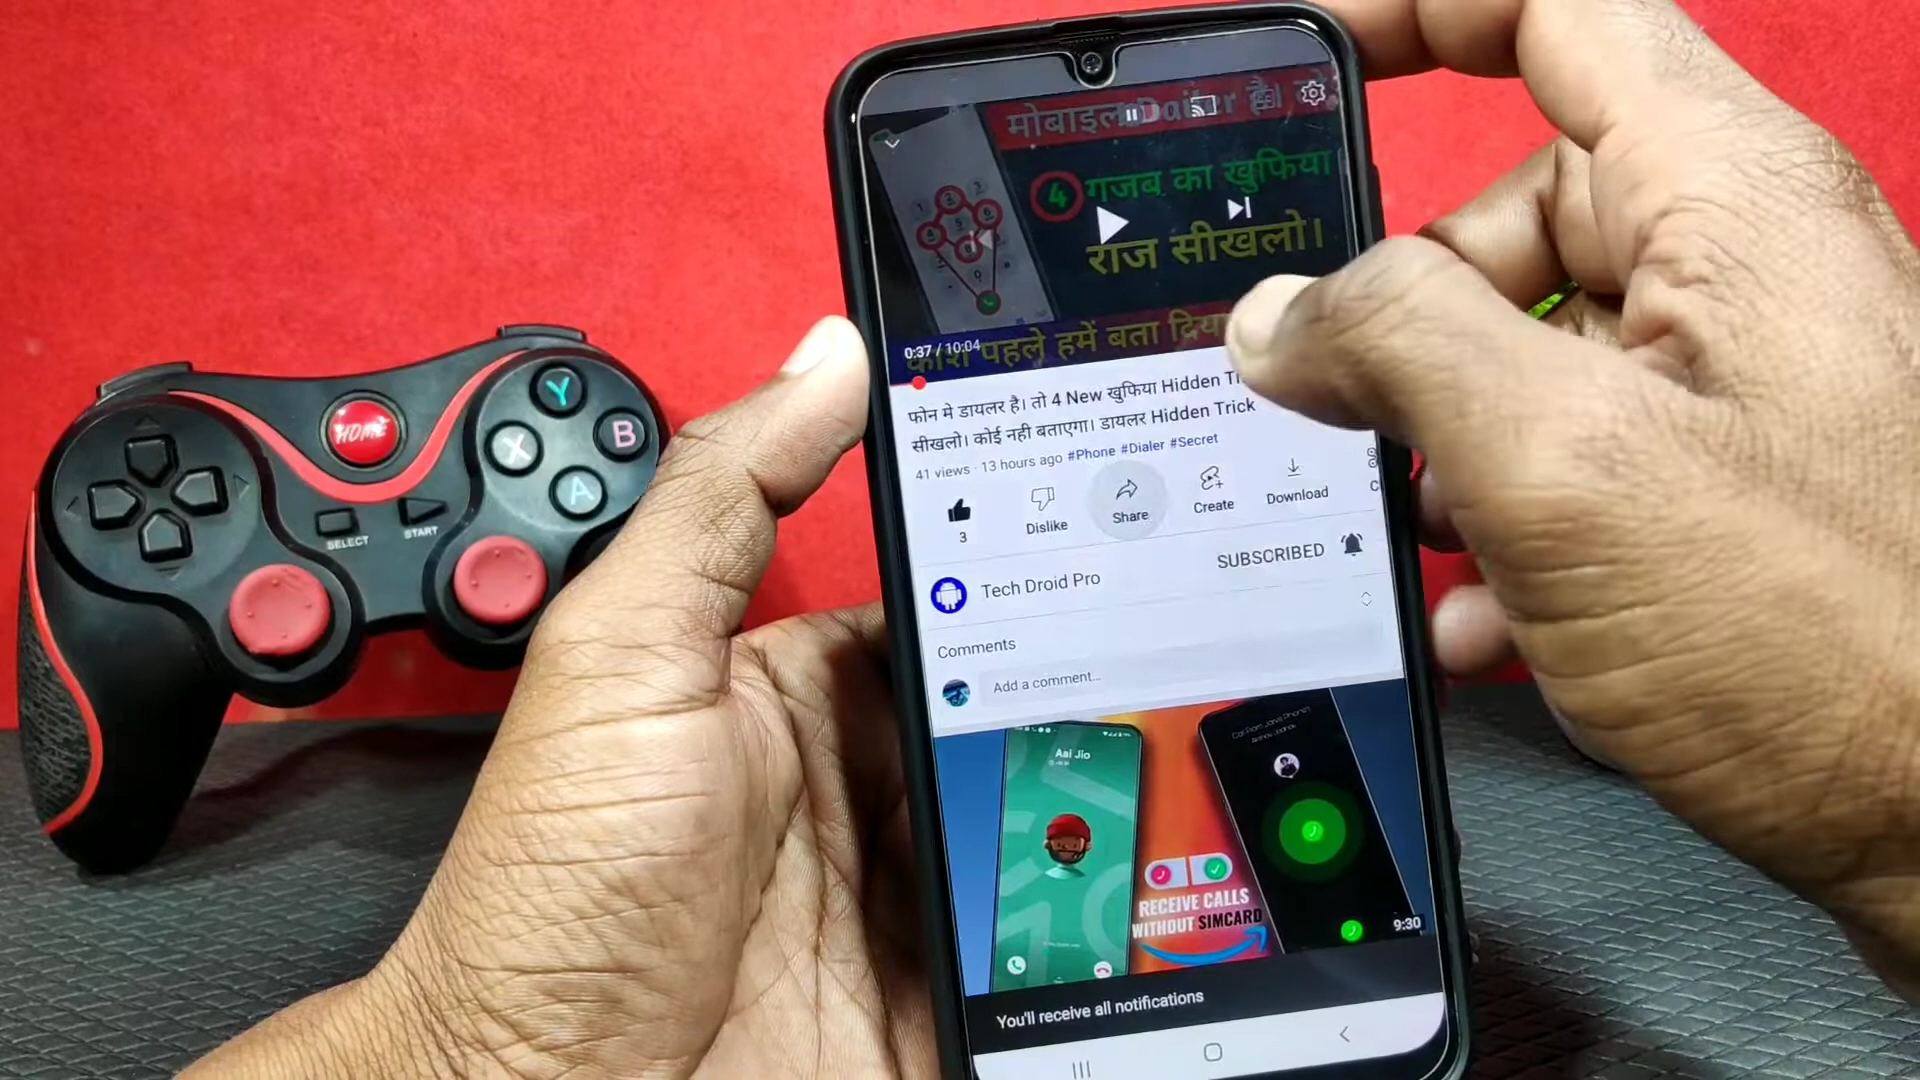 मोबाइल Dailer है। तो
4 गजब का खुफिया
राज सीखलो।
काश पहले हमें बता दिया
0:37 / 10:04
फोन मे डायलर है। तो 4 New खुफिया Hidden
सीखलो। कोई नही बताएगा। डायलर Hidden Trick
41 views · 13 hours ago #Phone #Dialer #Secret
3 Dislike Share Create Download
Tech Droid Pro SUBSCRIBED
Comments
Add a comment...
Aai Jio
RECEIVE CALLS
WITHOUT SIMCARD
9:30
You'll receive all notifications
HOME
Y
X B
A
SELECT START